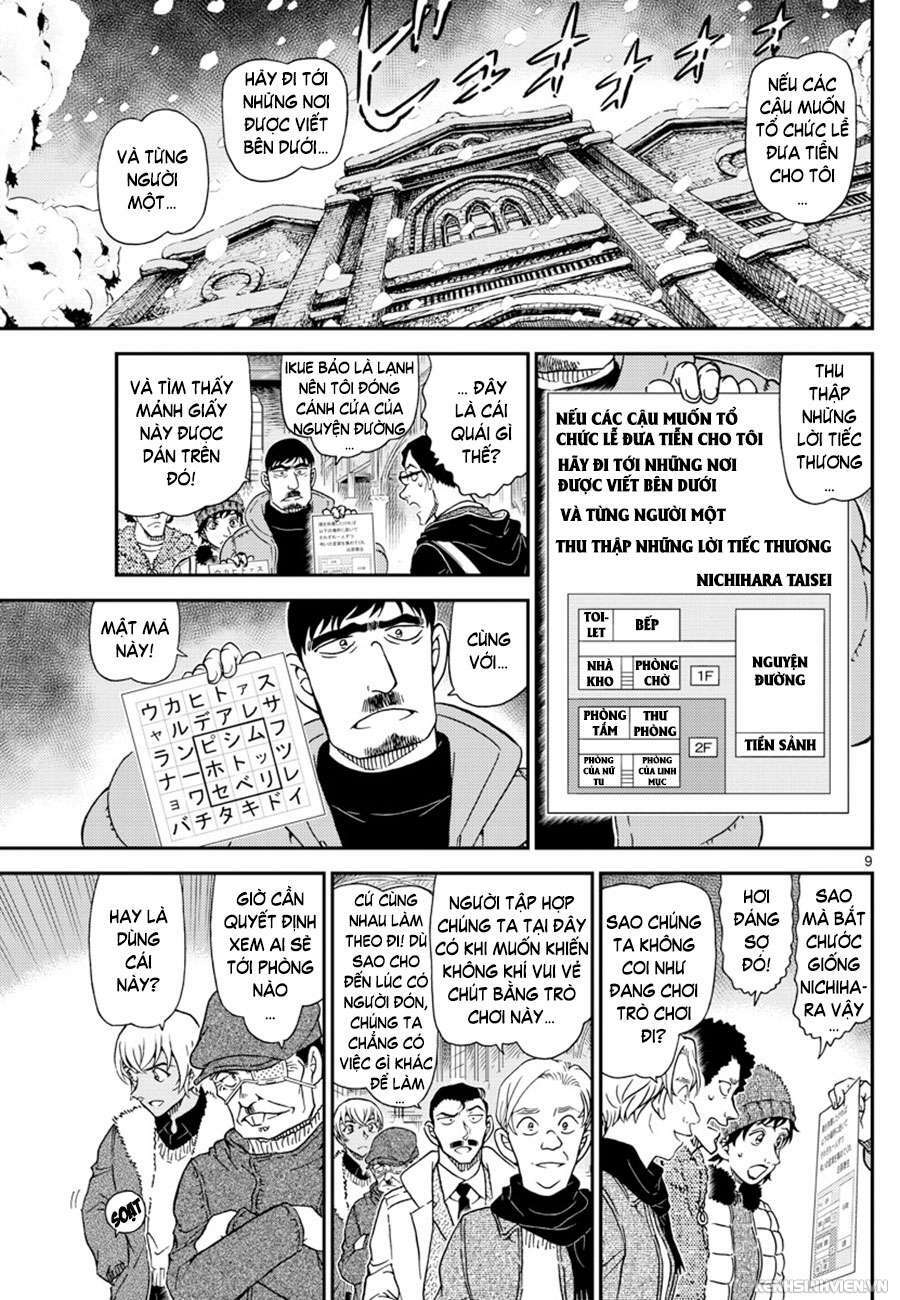 ビュオオオオ
NẾU CÁC
CẬU MUỐN
TỔ CHỨC LỄ
ĐƯA TIỄN
CHO TÔI
...
HÃY ĐI TỚI
NHỮNG NƠI
ĐƯỢC VIẾT
BÊN DƯỚI...
VÀ TỪNG
NGƯỜI
MỘT...
THU
THẬP
NHỮNG
LỜI TIẾC
THƯƠNG
...
NẾU CÁC CẬU MUỐN TỔ
CHỨC LỄ ĐƯA TIỄN CHO TÔI
HÃY ĐI TỚI NHỮNG NƠI
ĐƯỢC VIẾT BÊN DƯỚI
VÀ TỪNG NGƯỜI MỘT
THU THẬP NHỮNG LỜI TIẾC THƯƠNG
NICHIHARA TAISEI
TOI-
LET
BẾP
NHÀ
KHO
PHÒNG
CHỜ
1F
NGUYỆN
ĐƯỜNG
PHÒNG
TẮM
THƯ
PHÒNG
2F
TIỀN SẢNH
PHÒNG
CỦA NỮ
TU
PHÒNG
CỦA LINH
MỤC
... ĐÂY
LÀ CÁI
QUÁI GÌ
THẾ?
IKUE BẢO LÀ LẠNH
NÊN TÔI ĐÓNG
CÁNH CỬA CỦA
NGUYỆN ĐƯỜNG
VÀ TÌM THẤY
MẢNH GIẤY
NÀY ĐƯỢC
DÁN TRÊN
ĐÓ!
CÙNG
VỚI...
MẬT MÃ
NÀY!
ウカヒトァス
ャルデアレサ
ランピシムフ
ナーホトッツ
ョワセベリレ
バチタキドイ
9
SAO
MÀ BẮT
CHƯỚC
GIỐNG
NICHIHA-
RA VẬY
...
HƠI
ĐÁNG
SỢ
ĐÓ!
SAO CHÚNG
TA KHÔNG
COI NHƯ
ĐANG CHƠI
TRÒ CHƠI
ĐI?
NGƯỜI TẬP HỢP
CHÚNG TA TẠI ĐÂY
CÓ KHI MUỐN KHIẾN
KHÔNG KHÍ VUI VẺ
CHÚT BẰNG TRÒ
CHƠI NÀY...
CỨ CÙNG
NHAU LÀM
THEO ĐI! DÙ
SAO CHO
ĐẾN LÚC CÓ
NGƯỜI ĐÓN,
CHÚNG TA
CHẲNG CÓ
VIỆC GÌ KHÁC
ĐỂ LÀM
...
GIỜ CẦN
QUYẾT ĐỊNH
XEM AI SẼ
TỚI PHÒNG
NÀO
...
HAY LÀ
DÙNG
CÁI
NÀY?
SOẠT
KENHSINHVIEN.VN